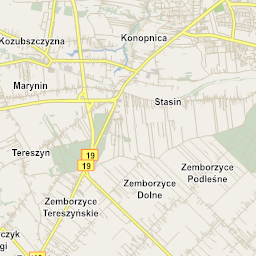 Konopnica
Kozubszczyzna
Marynin
Stasin
Tereszyn
19
19
Zemborzyce
Podleśne
Zemborzyce
Dolne
Zemborzyce
Tereszyńskie